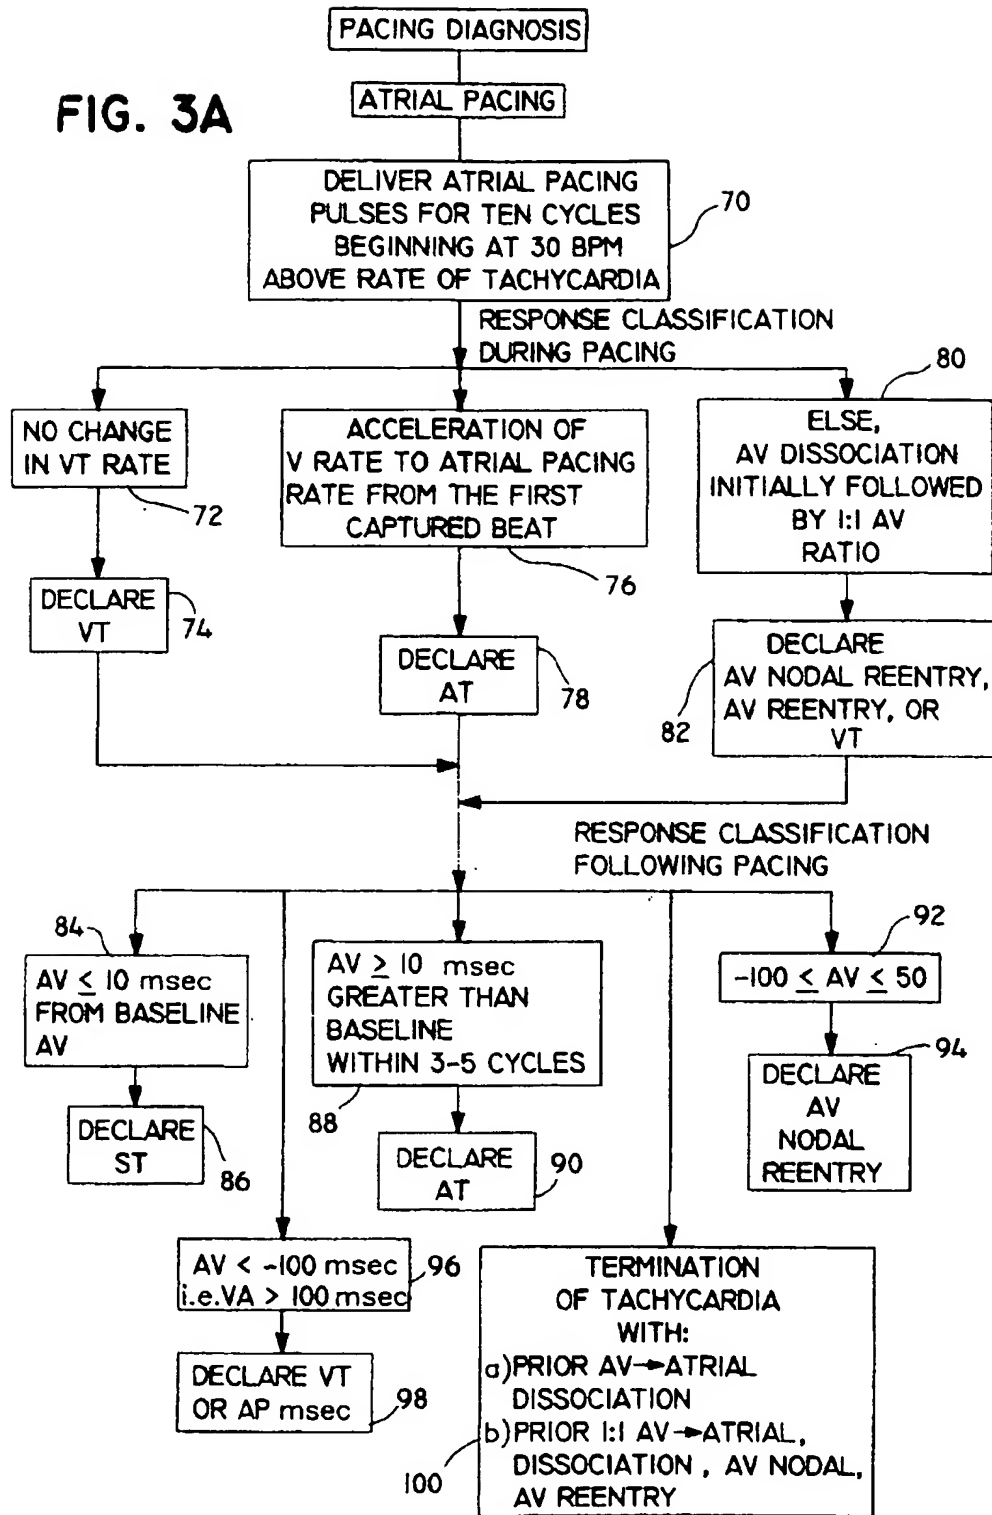 PACING DIAGNOSIS
FIG. 3A
ATRIAL PACING
DELIVER ATRIAL PACING
PULSES FOR TEN CYCLES
BEGINNING AT 30 BPM
ABOVE RATE OF TACHYCARDIA
70
RESPONSE CLASSIFICATION
DURING PACING
NO CHANGE
IN VT RATE
72
DECLARE
VT
74
ACCELERATION OF
V RATE TO ATRIAL PACING
RATE FROM THE FIRST
CAPTURED BEAT
76
DECLARE
AT
78
80
ELSE,
AV DISSOCIATION
INITIALLY FOLLOWED
BY 1:1 AV
RATIO
DECLARE
AV NODAL REENTRY,
AV REENTRY, OR
VT
82
RESPONSE CLASSIFICATION
FOLLOWING PACING
84
AV ≤ 10 msec
FROM BASELINE
AV
DECLARE
ST
86
AV ≥ 10 msec
GREATER THAN
BASELINE
WITHIN 3-5 CYCLES
88
DECLARE
AT
90
92
-100 ≤ AV ≤ 50
94
DECLARE
AV
NODAL
REENTRY
AV < -100 msec
i.e.VA > 100 msec
96
DECLARE VT
OR AP msec
98
TERMINATION
OF TACHYCARDIA
WITH:
a)PRIOR AV→ATRIAL
DISSOCIATION
b)PRIOR 1:1 AV→ATRIAL,
DISSOCIATION, AV NODAL,
AV REENTRY
100